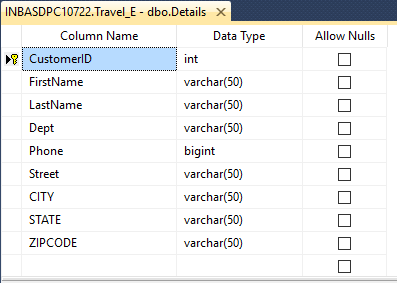 INBASDPC10722.Travel_E - dbo.Details
Column Name Data Type Allow Nulls
CustomerID int
FirstName varchar(50)
LastName varchar(50)
Dept varchar(50)
Phone bigint
Street varchar(50)
CITY varchar(50)
STATE varchar(50)
ZIPCODE varchar(50)